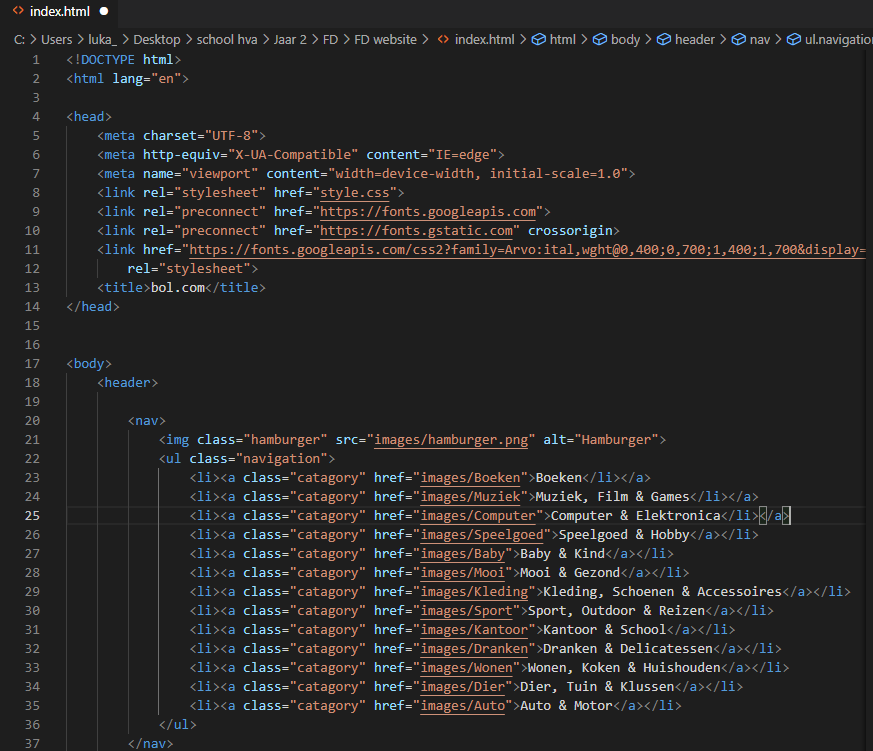 index.html
C: > Users > luka_ > Desktop > school hva > Jaar 2 > FD > FD website > index.html > html > body > header > nav > ul.navigation
1 <!DOCTYPE html>
2 <html lang="en">
3
4 <head>
5 <meta charset="UTF-8">
6 <meta http-equiv="X-UA-Compatible" content="IE=edge">
7 <meta name="viewport" content="width=device-width, initial-scale=1.0">
8 <link rel="stylesheet" href="style.css">
9 <link rel="preconnect" href="https://fonts.googleapis.com">
10 <link rel="preconnect" href="https://fonts.gstatic.com" crossorigin>
11 <link href="https://fonts.googleapis.com/css2?family=Arvo:ital,wght@0,400;0,700;1,400;1,700&display=
12 rel="stylesheet">
13 <title>bol.com</title>
14 </head>
15
16
17 <body>
18 <header>
19
20 <nav>
21 <img class="hamburger" src="images/hamburger.png" alt="Hamburger">
22 <ul class="navigation">
23 <li><a class="catagory" href="images/Boeken">Boeken</li></a>
24 <li><a class="catagory" href="images/Muziek">Muziek, Film & Games</li></a>
25 <li><a class="catagory" href="images/Computer">Computer & Elektronica</li></a>
26 <li><a class="catagory" href="images/Speelgoed">Speelgoed & Hobby</a></li>
27 <li><a class="catagory" href="images/Baby">Baby & Kind</a></li>
28 <li><a class="catagory" href="images/Mooi">Mooi & Gezond</a></li>
29 <li><a class="catagory" href="images/Kleding">Kleding, Schoenen & Accessoires</a></li>
30 <li><a class="catagory" href="images/Sport">Sport, Outdoor & Reizen</a></li>
31 <li><a class="catagory" href="images/Kantoor">Kantoor & School</a></li>
32 <li><a class="catagory" href="images/Dranken">Dranken & Delicatessen</a></li>
33 <li><a class="catagory" href="images/Wonen">Wonen, Koken & Huishouden</a></li>
34 <li><a class="catagory" href="images/Dier">Dier, Tuin & Klussen</a></li>
35 <li><a class="catagory" href="images/Auto">Auto & Motor</a></li>
36 </ul>
37 </nav>